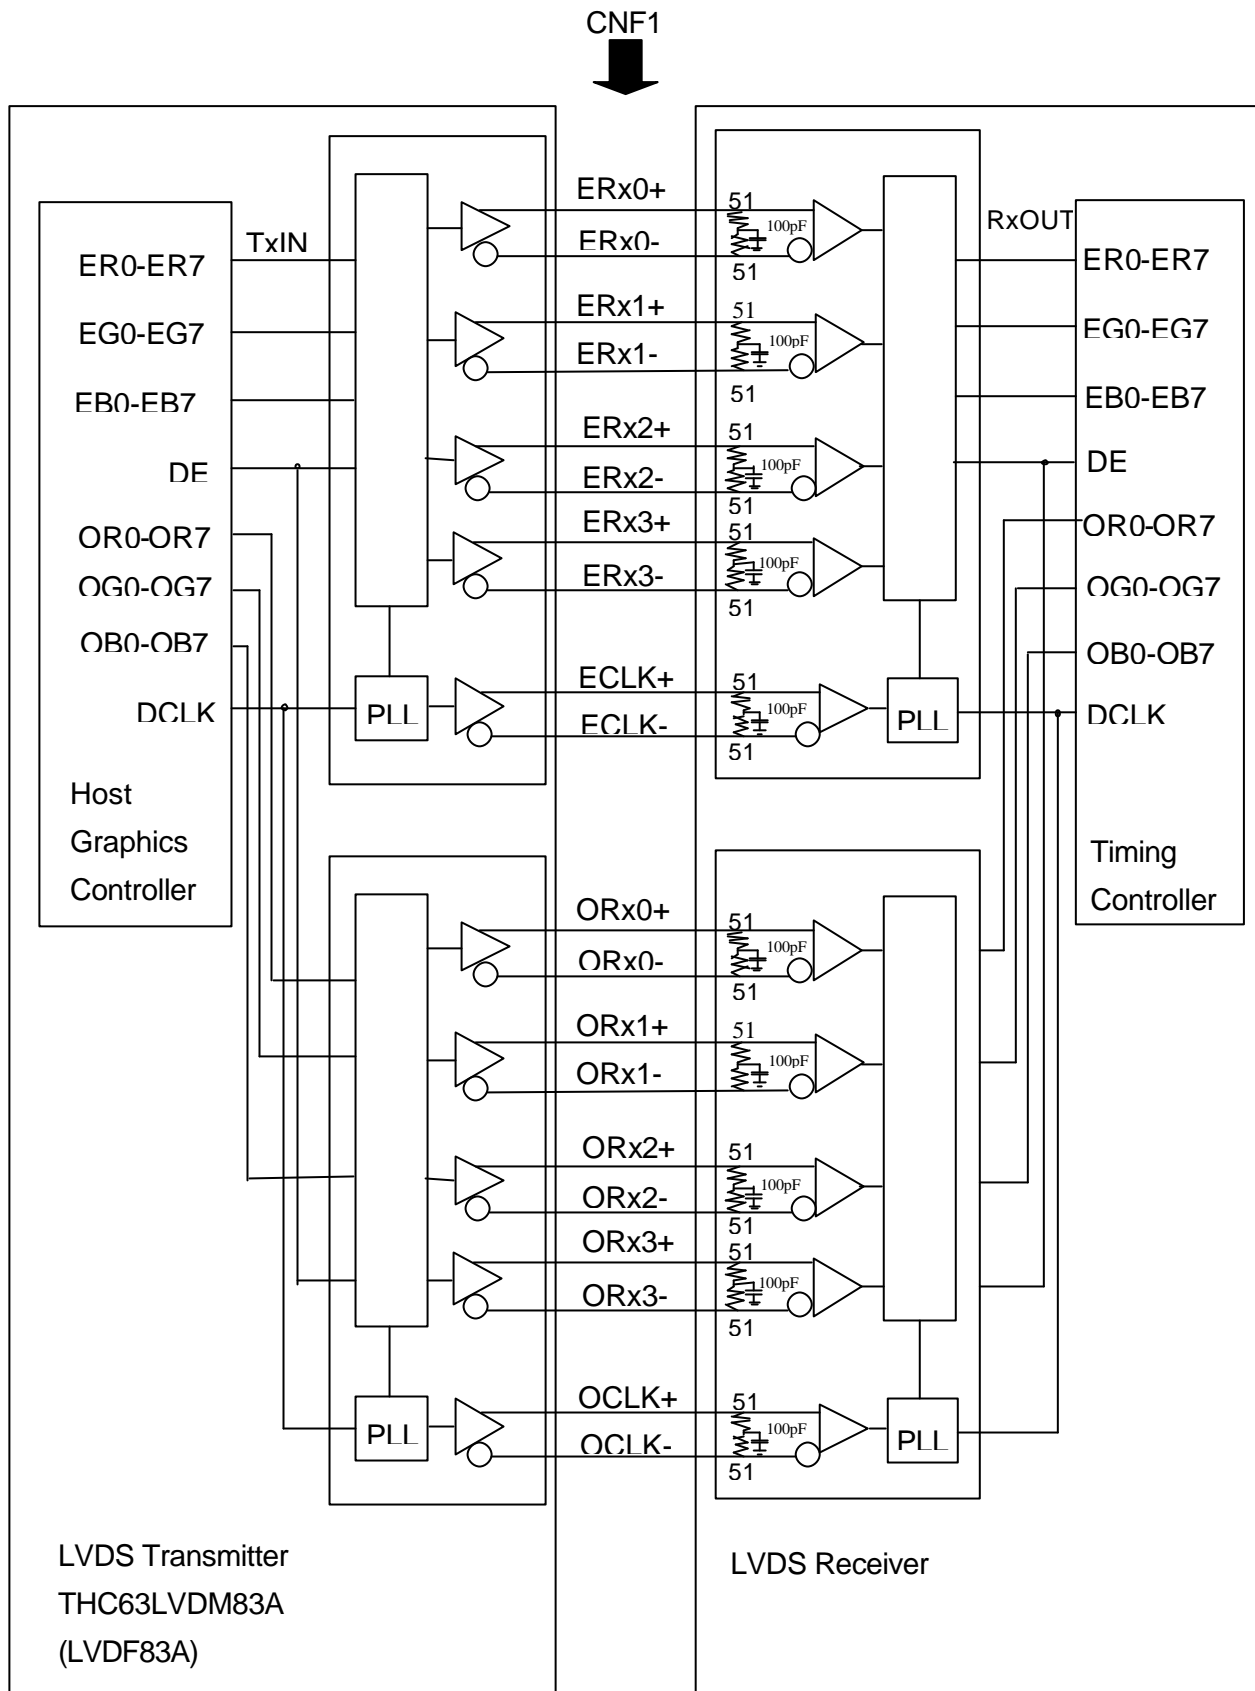 CNF1
TxIN
ER0-ER7
EG0-EG7
EB0-EB7
DE
OR0-OR7
OG0-OG7
OB0-OB7
DCLK
Host
Graphics
Controller
PLL
ERx0+
ERx0-
ERx1+
ERx1-
ERx2+
ERx2-
ERx3+
ERx3-
ECLK+
ECLK-
51
100pF
51
51
100pF
51
51
100pF
51
51
100pF
51
51
100pF
51
PLL
RxOUT
ER0-ER7
EG0-EG7
EB0-EB7
DE
OR0-OR7
OG0-OG7
OB0-OB7
DCLK
Timing
Controller
PLL
ORx0+
ORx0-
ORx1+
ORx1-
ORx2+
ORx2-
ORx3+
ORx3-
OCLK+
OCLK-
51
100pF
51
51
100pF
51
100pF
51
51
100pF
51
51
100pF
51
PLL
LVDS Transmitter
THC63LVDM83A
(LVDF83A)
LVDS Receiver